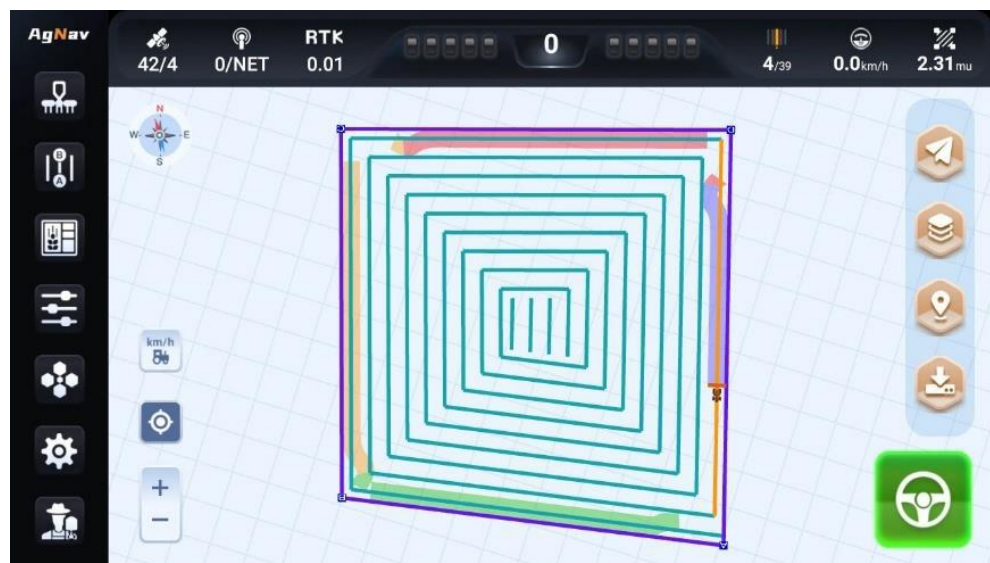 AgNav
42/4
0/NET
RTK
0.01
0
4/39
0.0km/h
2.31mu
N
W
E
S
B
A
km/h
+
−